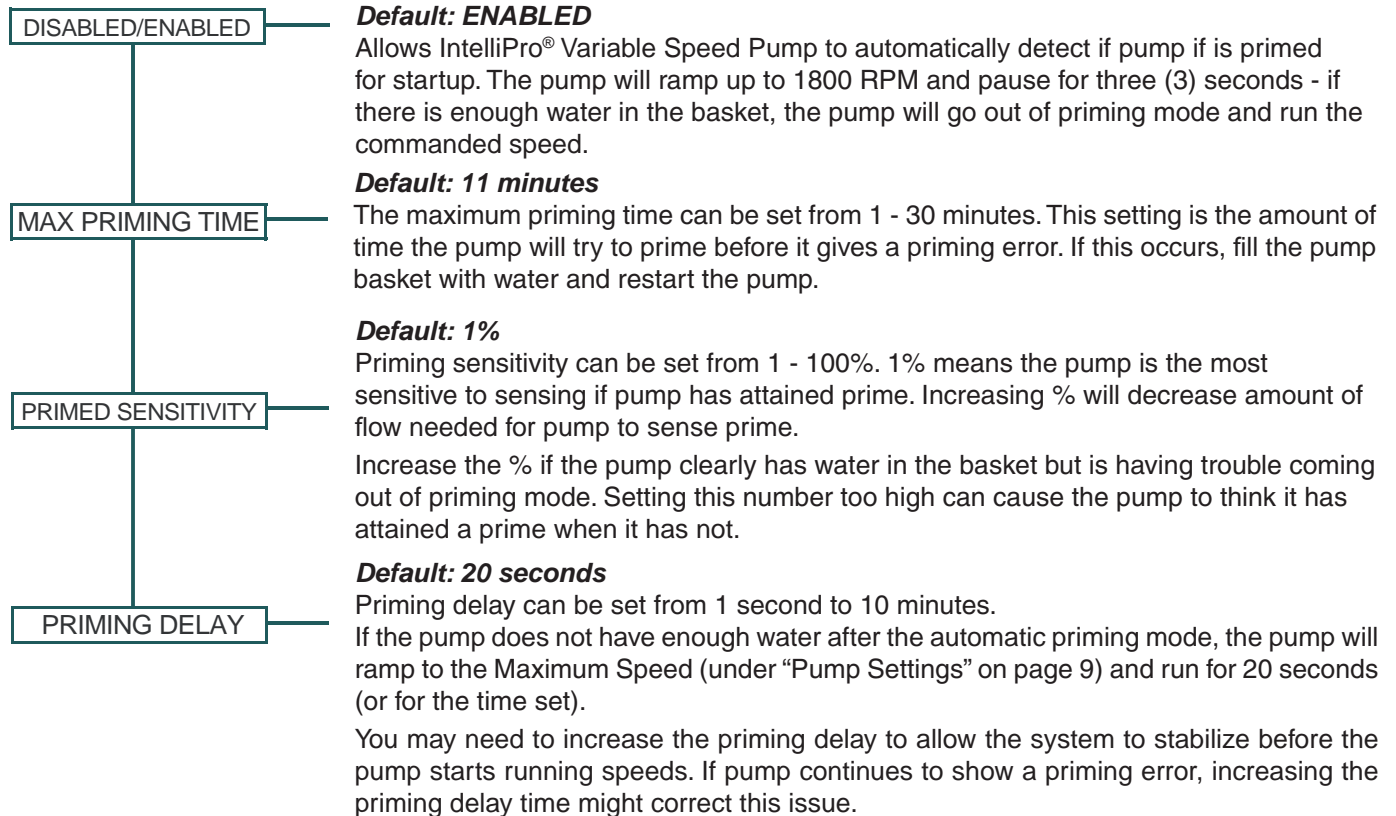 DISABLED/ENABLED
Default: ENABLED
Allows IntelliPro® Variable Speed Pump to automatically detect if pump if is primed
for startup. The pump will ramp up to 1800 RPM and pause for three (3) seconds - if
there is enough water in the basket, the pump will go out of priming mode and run the
commanded speed.
MAX PRIMING TIME
Default: 11 minutes
The maximum priming time can be set from 1 - 30 minutes. This setting is the amount of
time the pump will try to prime before it gives a priming error. If this occurs, fill the pump
basket with water and restart the pump.
PRIMED SENSITIVITY
Default: 1%
Priming sensitivity can be set from 1 - 100%. 1% means the pump is the most
sensitive to sensing if pump has attained prime. Increasing % will decrease amount of
flow needed for pump to sense prime.
Increase the % if the pump clearly has water in the basket but is having trouble coming
out of priming mode. Setting this number too high can cause the pump to think it has
attained a prime when it has not.
PRIMING DELAY
Default: 20 seconds
Priming delay can be set from 1 second to 10 minutes.
If the pump does not have enough water after the automatic priming mode, the pump will
ramp to the Maximum Speed (under “Pump Settings” on page 9) and run for 20 seconds
(or for the time set).
You may need to increase the priming delay to allow the system to stabilize before the
pump starts running speeds. If pump continues to show a priming error, increasing the
priming delay time might correct this issue.